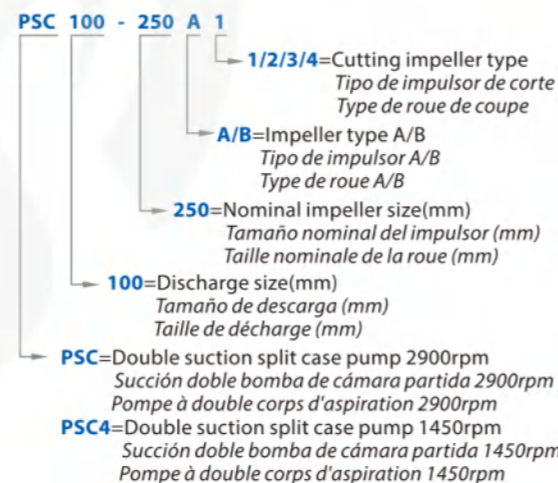 PSC 100 - 250 A 1
1/2/3/4=Cutting impeller type
Tipo de impulsor de corte
Type de roue de coupe
A/B=Impeller type A/B
Tipo de impulsor A/B
Type de roue A/B
250=Nominal impeller size(mm)
Tamaño nominal del impulsor (mm)
Taille nominale de la roue (mm)
100=Discharge size(mm)
Tamaño de descarga (mm)
Taille de décharge (mm)
PSC=Double suction split case pump 2900rpm
Succión doble bomba de cámara partida 2900rpm
Pompe à double corps d'aspiration 2900rpm
PSC4=Double suction split case pump 1450rpm
Succión doble bomba de cámara partida 1450rpm
Pompe à double corps d'aspiration 1450rpm